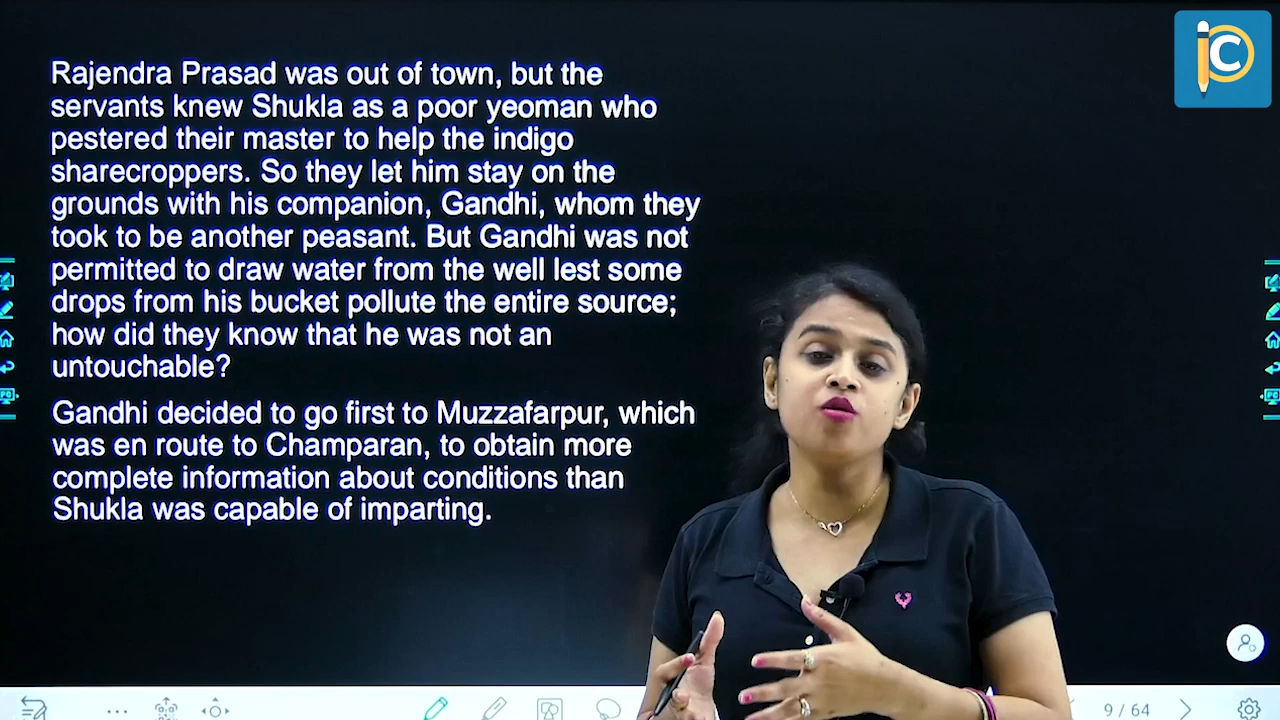 Rajendra Prasad was out of town, but the
servants knew Shukla as a poor yeoman who
pestered their master to help the indigo
sharecroppers. So they let him stay on the
grounds with his companion, Gandhi, whom they
took to be another peasant. But Gandhi was not
permitted to draw water from the well lest some
drops from his bucket pollute the entire source;
how did they know that he was not an
untouchable?
Gandhi decided to go first to Muzzafarpur, which
was en route to Champaran, to obtain more
complete information about conditions than
Shukla was capable of imparting.
9 / 64